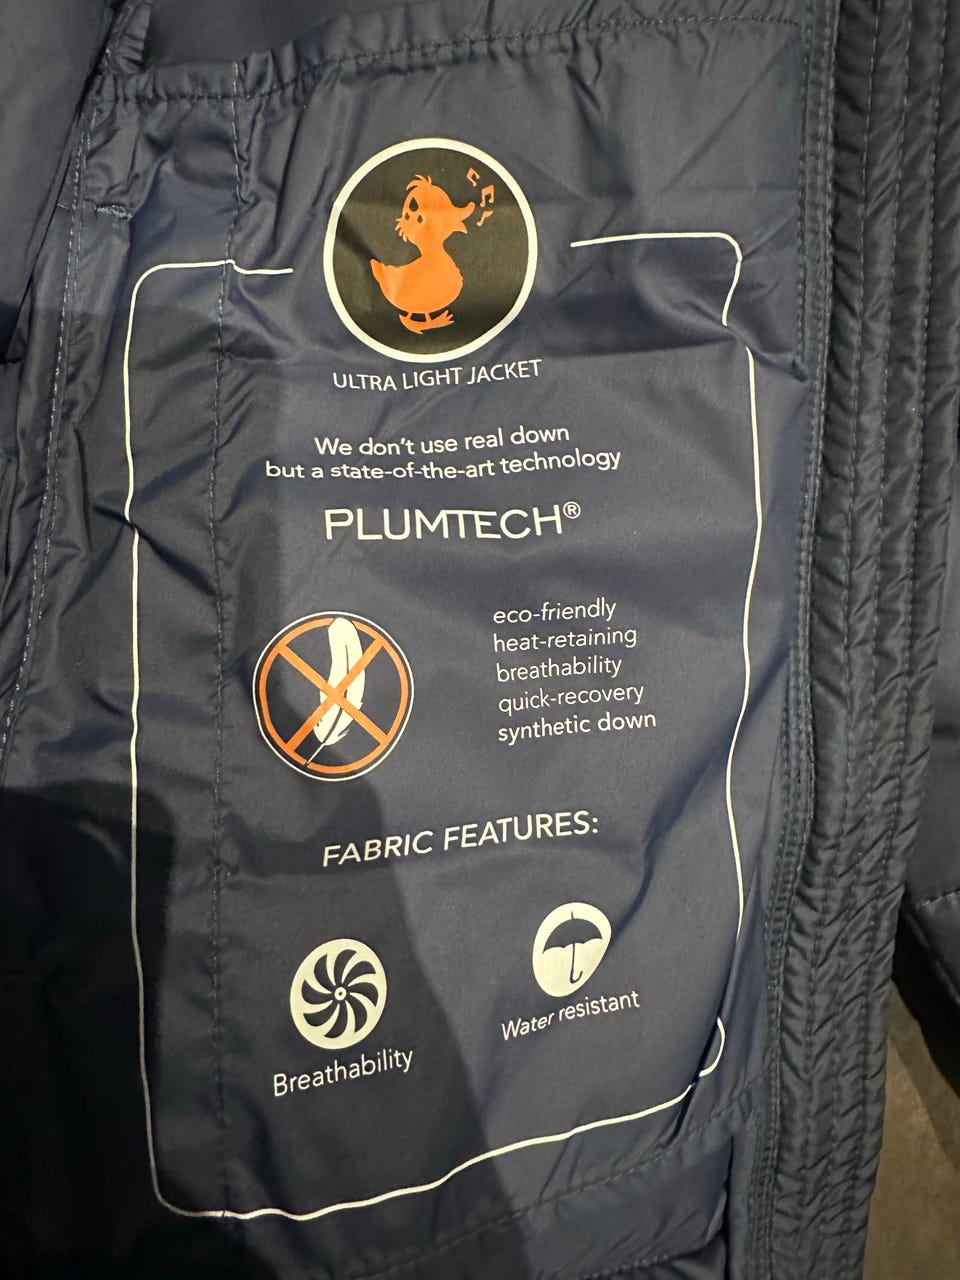 ULTRA LIGHT JACKET
We don't use real down
but a state-of-the-art technology
PLUMTECH®
eco-friendly
heat-retaining
breathability
quick-recovery
synthetic down
FABRIC FEATURES:
Water resistant
Breathability